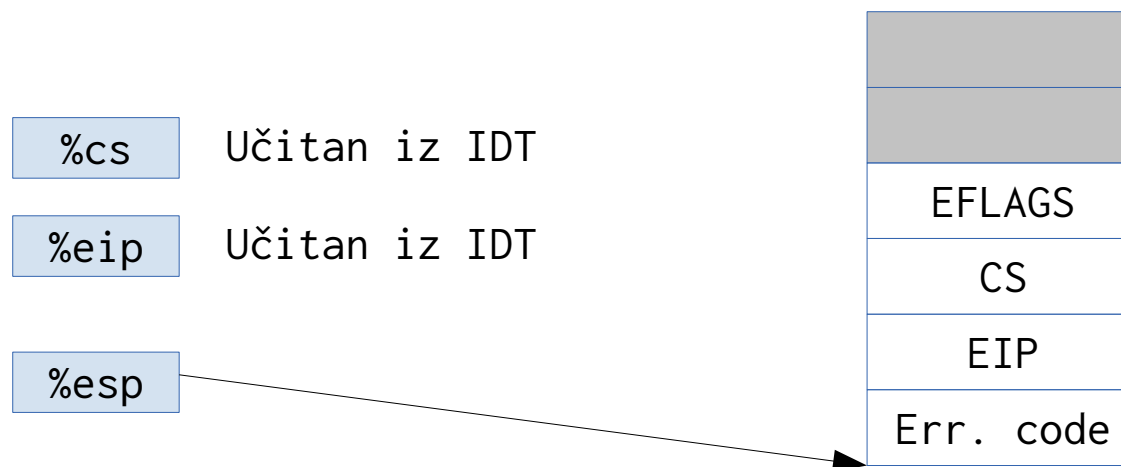 %cs Učitan iz IDT
%eip Učitan iz IDT
%esp
EFLAGS
CS
EIP
Err. code